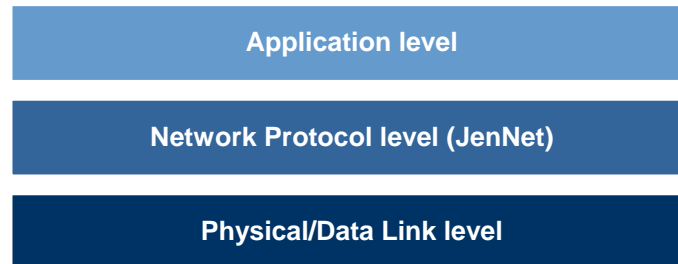 Application level
Network Protocol level (JenNet)
Physical/Data Link level